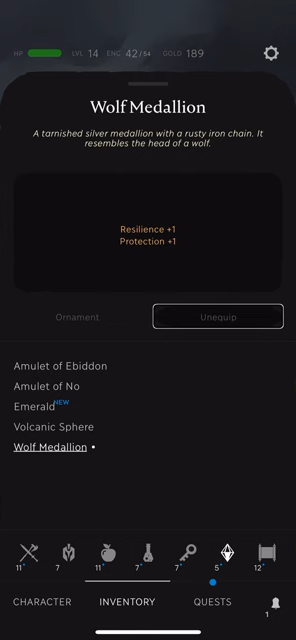 HP LVL 14 ENC 42/54 GOLD 189
Wolf Medallion
A tarnished silver medallion with a rusty iron chain. It
resembles the head of a wolf.
Resilience +1
Protection +1
Ornament Unequip
Amulet of Ebiddon
Amulet of No
Emerald NEW
Volcanic Sphere
Wolf Medallion •
11 7 11 7 7 5 12
CHARACTER INVENTORY QUESTS 1